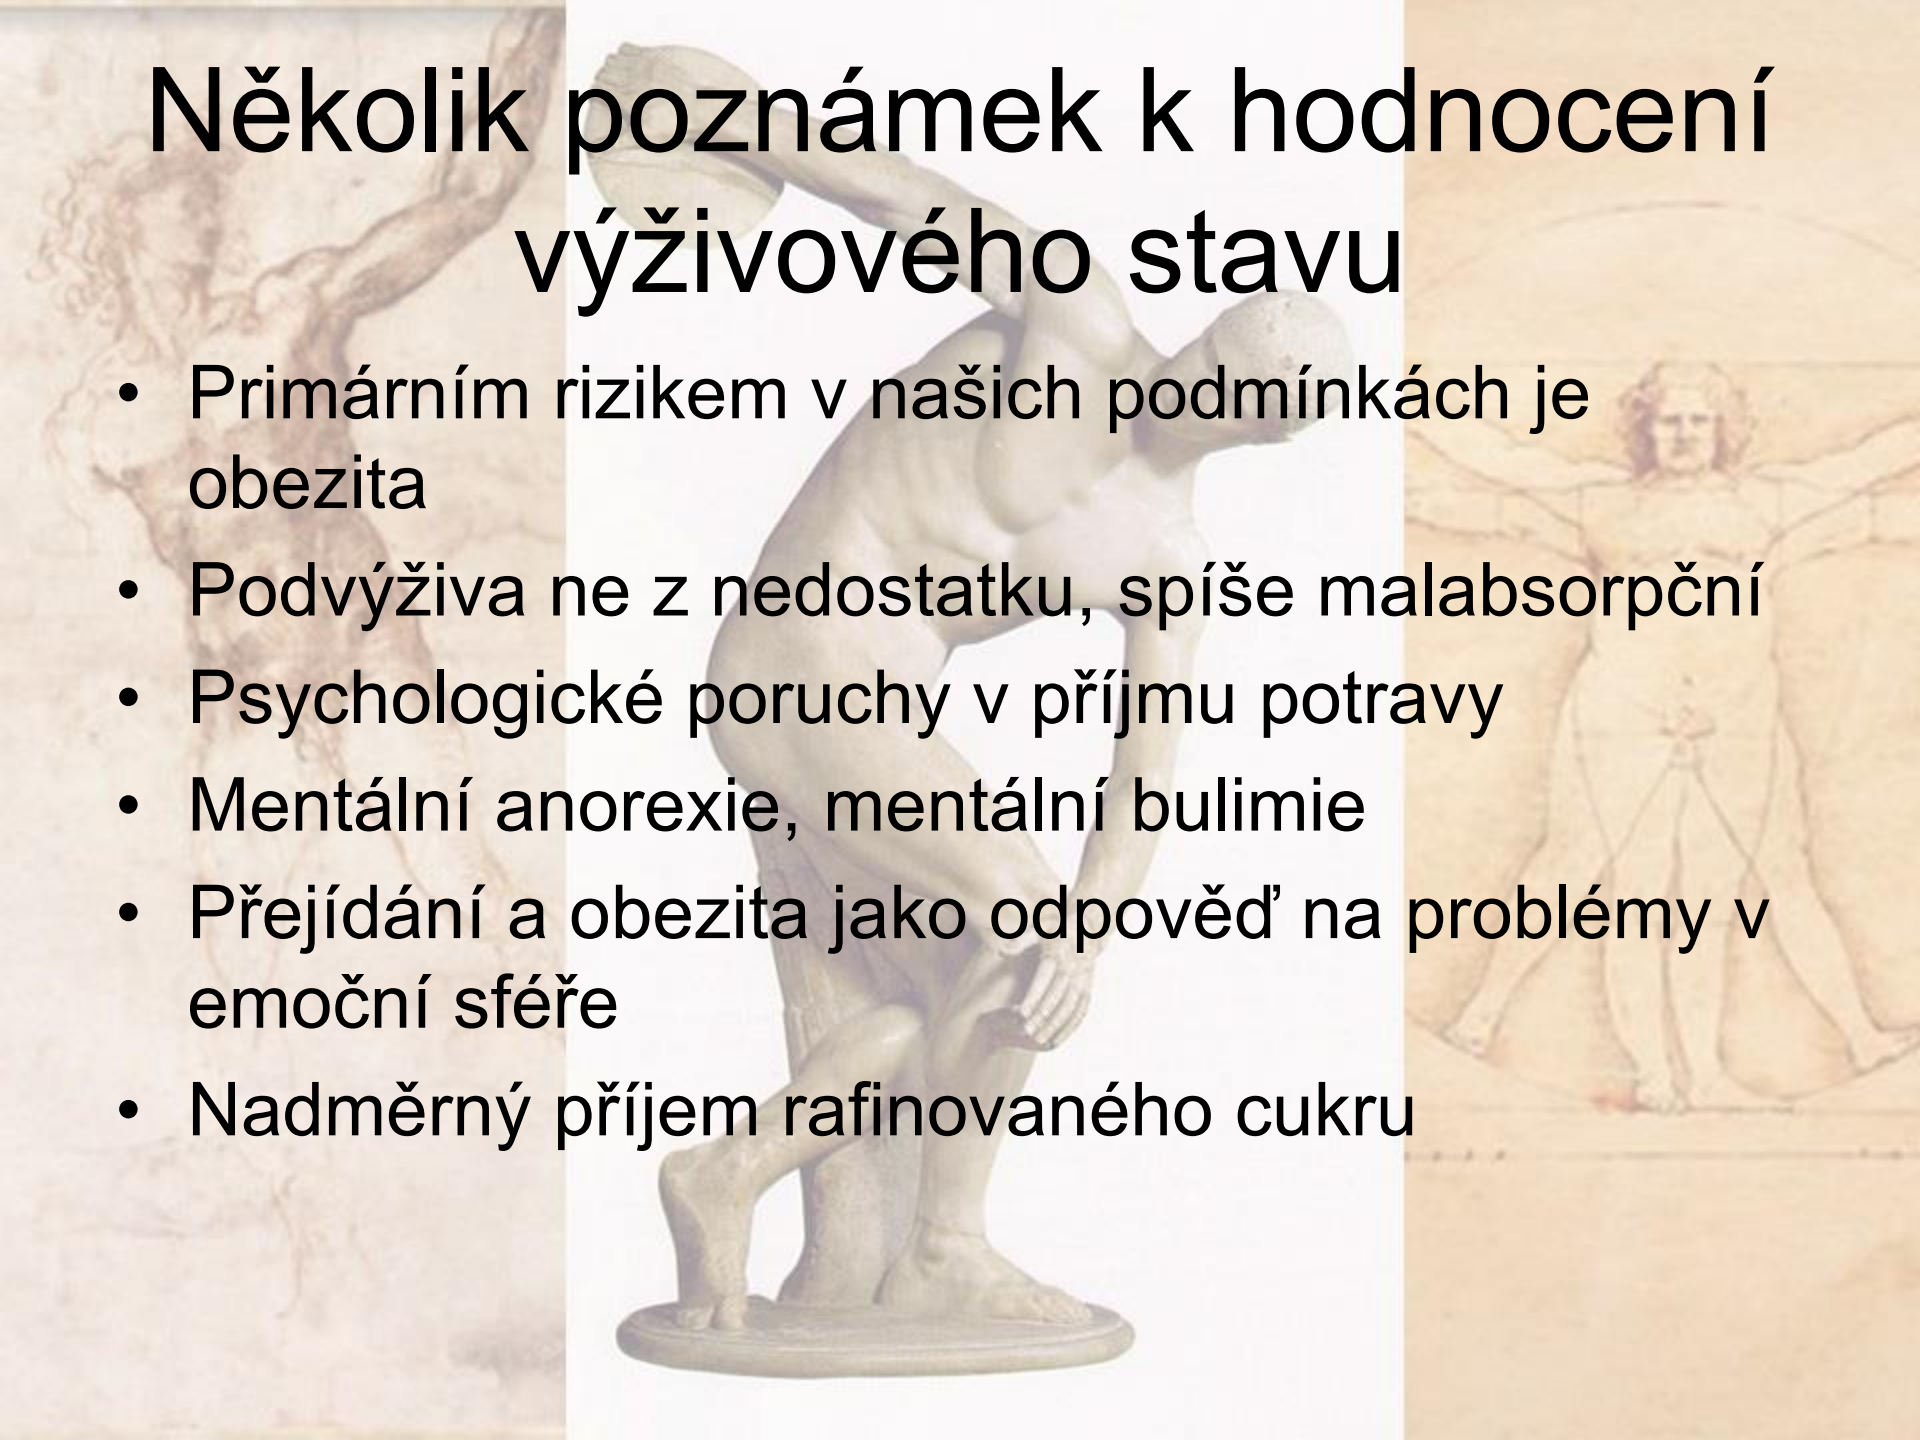 Několik poznámek k hodnocení
výživového stavu
• Primárním rizikem v našich podmínkách je
obezita
• Podvýživa ne z nedostatku, spíše malabsorpční
• Psychologické poruchy v příjmu potravy
• Mentální anorexie, mentální bulimie
• Přejídání a obezita jako odpověď na problémy v
emoční sféře
• Nadměrný příjem rafinovaného cukru